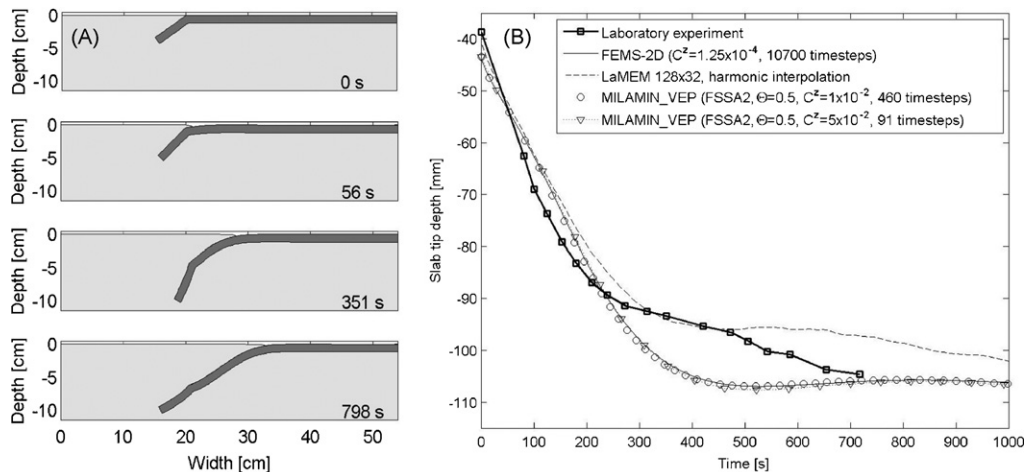 (A)
Depth [cm]
0
-5
-10
0 s
Depth [cm]
0
-5
-10
56 s
Depth [cm]
0
-5
-10
351 s
Depth [cm]
0
-5
-10
798 s
0 10 20 30 40 50
Width [cm]
(B)
Laboratory experiment
FEMS-2D (Cᶻ=1.25x10⁻⁴, 10700 timesteps)
LaMEM 128x32, harmonic interpolation
MILAMIN_VEP (FSSA2, Θ=0.5, Cᶻ=1x10⁻², 460 timesteps)
MILAMIN_VEP (FSSA2, Θ=0.5, Cᶻ=5x10⁻², 91 timesteps)
Slab tip depth [mm]
-40
-50
-60
-70
-80
-90
-100
-110
0 100 200 300 400 500 600 700 800 900 1000
Time [s]